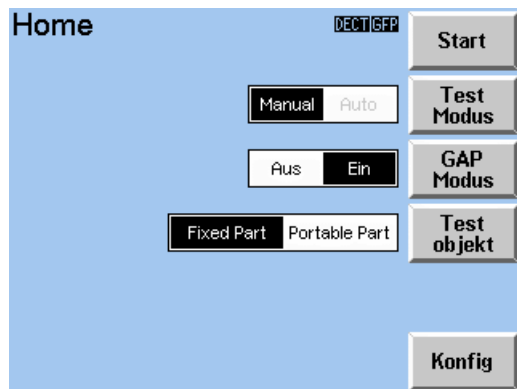 Home
DECT GFP
Start
Manual Auto
Test
Modus
Aus Ein
GAP
Modus
Fixed Part Portable Part
Test
objekt
Konfig